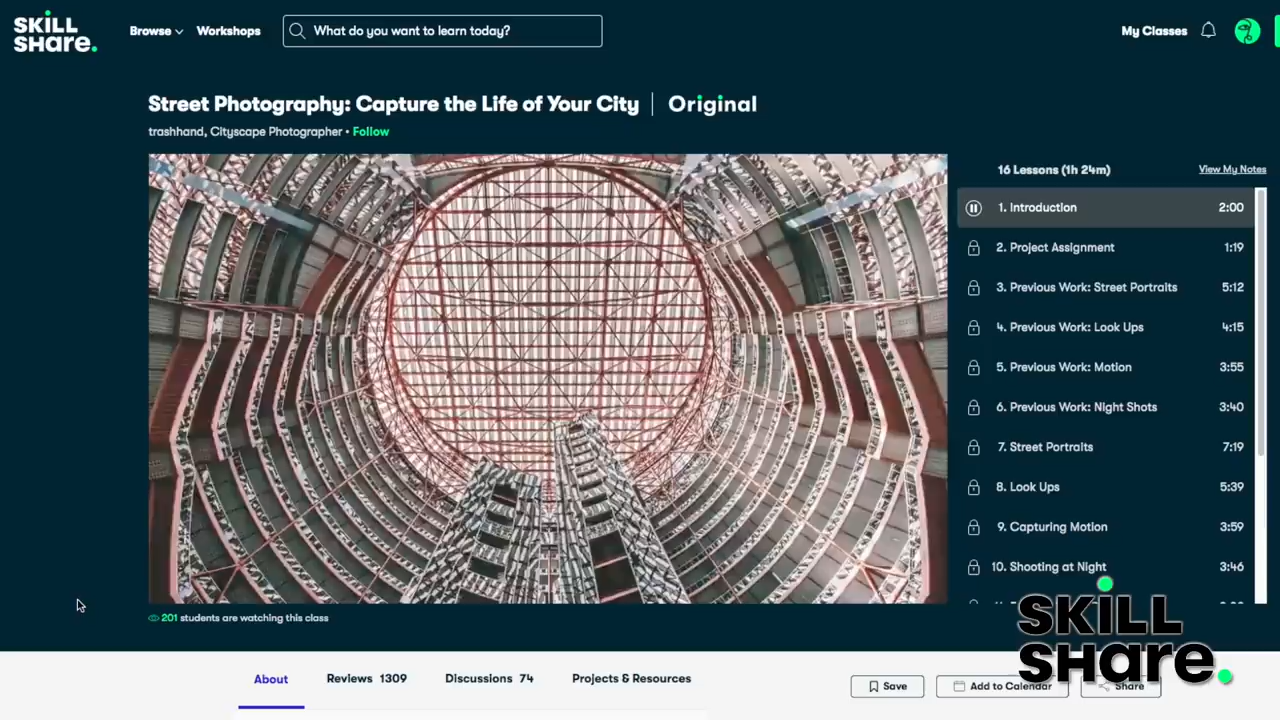 SKILL
SHare.
Browse
Workshops
What do you want to learn today?
My Classes
Street Photography: Capture the Life of Your City | Original
trashhand, Cityscape Photographer • Follow
16 Lessons (1h 24m)
View My Notes
1. Introduction 2:00
2. Project Assignment 1:19
3. Previous Work: Street Portraits 5:12
4. Previous Work: Look Ups 4:15
5. Previous Work: Motion 3:55
6. Previous Work: Night Shots 3:40
7. Street Portraits 7:19
8. Look Ups 5:39
9. Capturing Motion 3:59
10. Shooting at Night 3:46
201 students are watching this class
SKILL
SHare.
About
Reviews 1309
Discussions 74
Projects & Resources
Save
Add to Calendar
Share